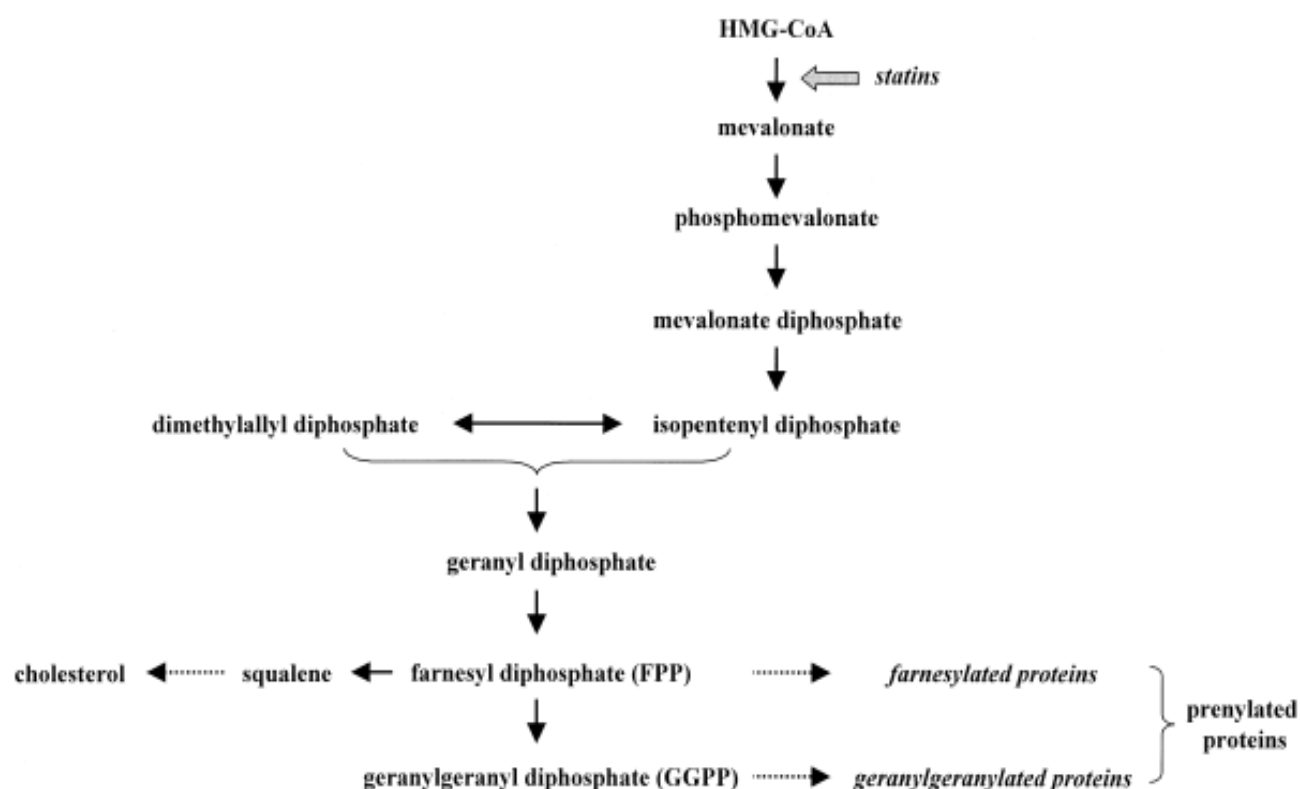 HMG-CoA
statins
mevalonate
phosphomevalonate
mevalonate diphosphate
dimethylallyl diphosphate
isopentenyl diphosphate
geranyl diphosphate
cholesterol
squalene
farnesyl diphosphate (FPP)
farnesylated proteins
prenylated
proteins
geranylgeranyl diphosphate (GGPP)
geranylgeranylated proteins